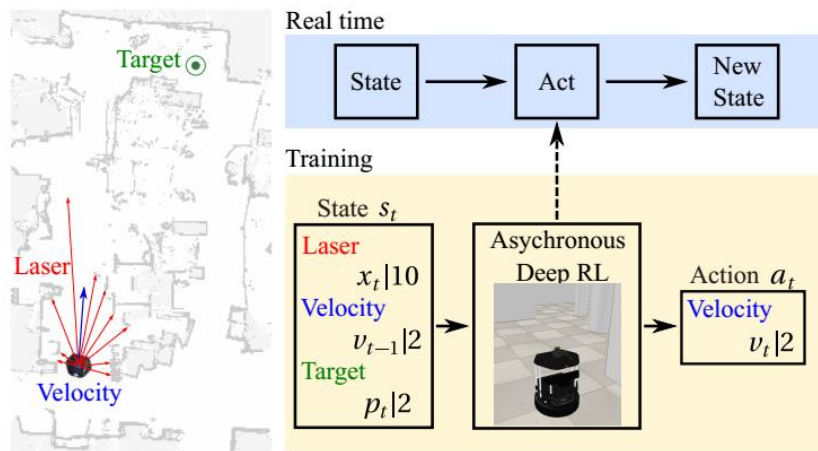 Target
Laser
Velocity
Real time
State
Act
New
State
Training
State s_t
Laser
x_t|10
Velocity
v_{t−1}|2
Target
p_t|2
Asychronous
Deep RL
Action a_t
Velocity
v_t|2